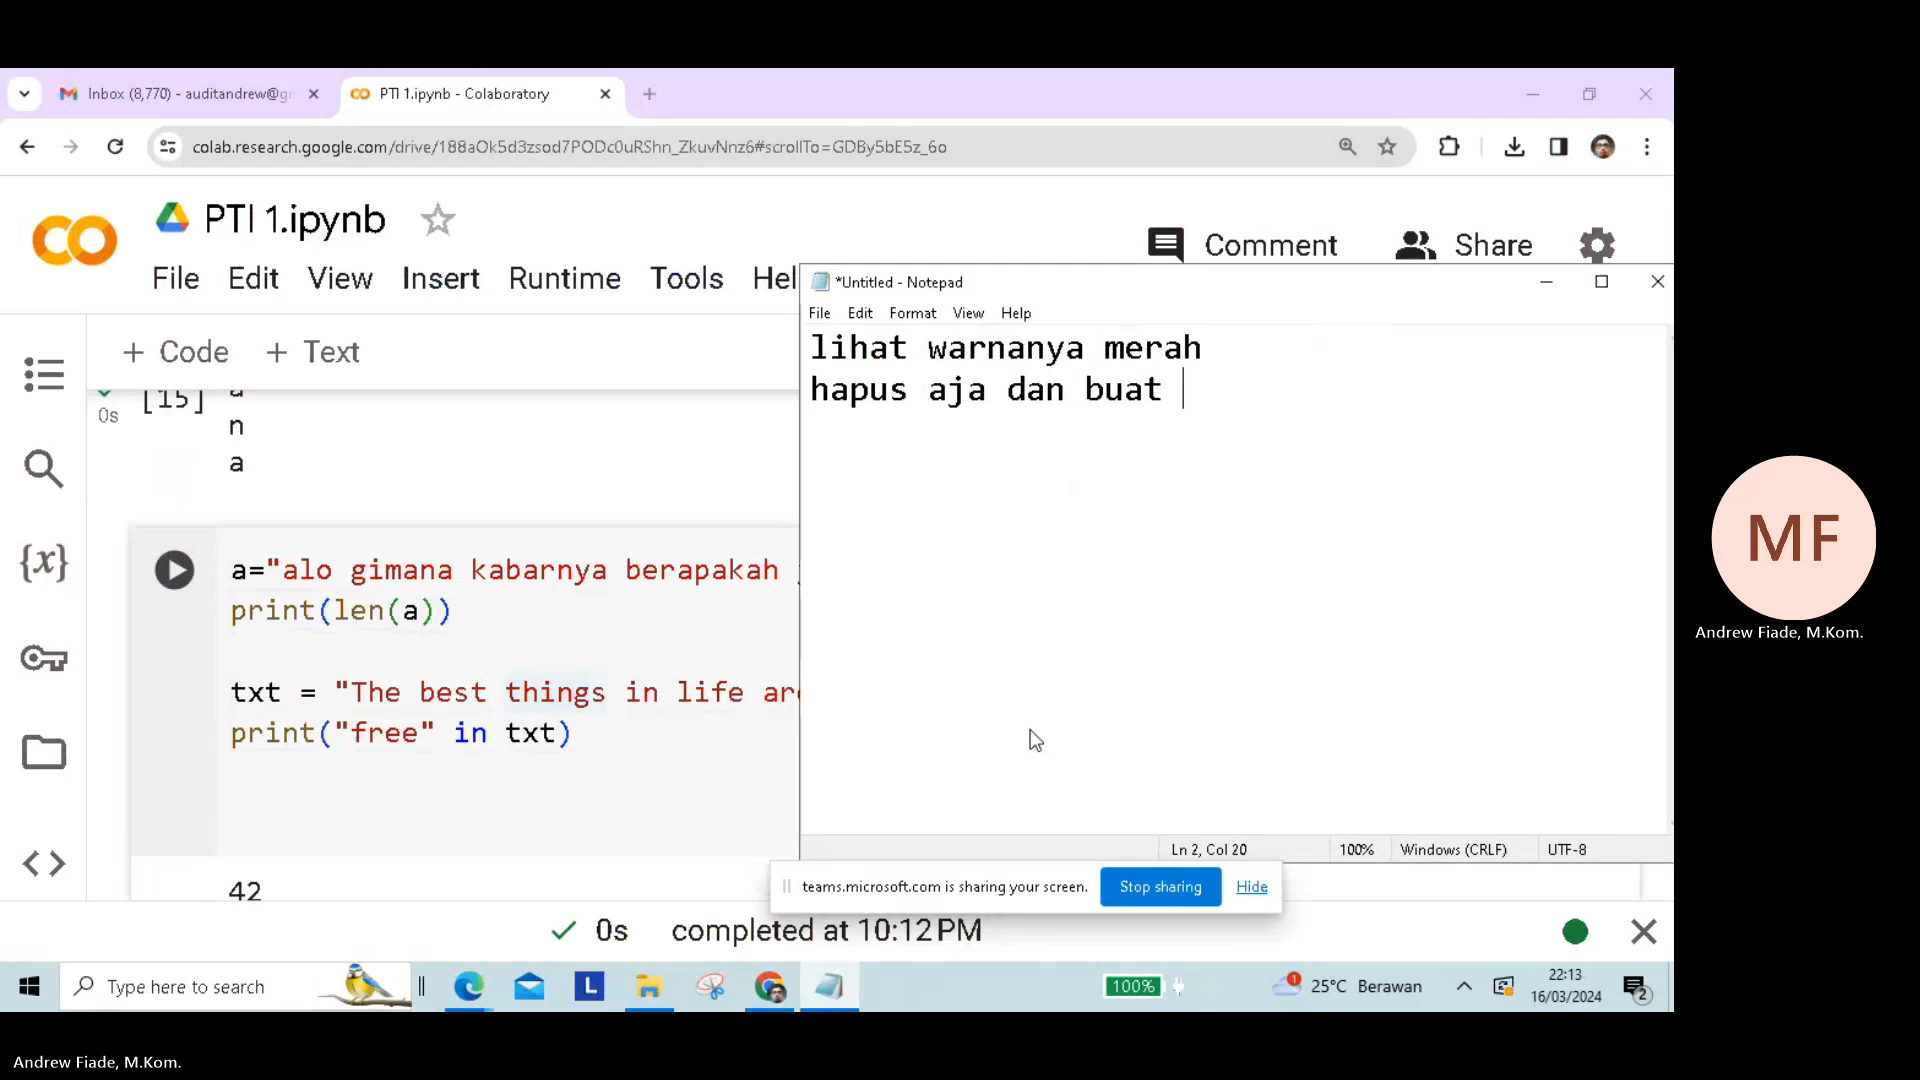 Inbox (8,770) - auditandrew@gr
PTI 1.ipynb - Colaboratory
colab.research.google.com/drive/188aOk5d3zsod7PODc0uRShn_ZkuvNnz6#scrollTo=GDBy5bE5z_6o
PTI 1.ipynb
Comment
Share
File Edit View Insert Runtime Tools Hel
+ Code + Text
*Untitled - Notepad
File Edit Format View Help
lihat warnanya merah
hapus aja dan buat
[15]
0s
a
n
a
{x}
a="alo gimana kabarnya berapakah
print(len(a))
txt = "The best things in life are
print("free" in txt)
42
Ln 2, Col 20
100%
Windows (CRLF)
UTF-8
teams.microsoft.com is sharing your screen.
Stop sharing
Hide
0s completed at 10:12 PM
Type here to search
L
100%
1
25°C Berawan
22:13
16/03/2024
2
MF
Andrew Fiade, M.Kom.
Andrew Fiade, M.Kom.